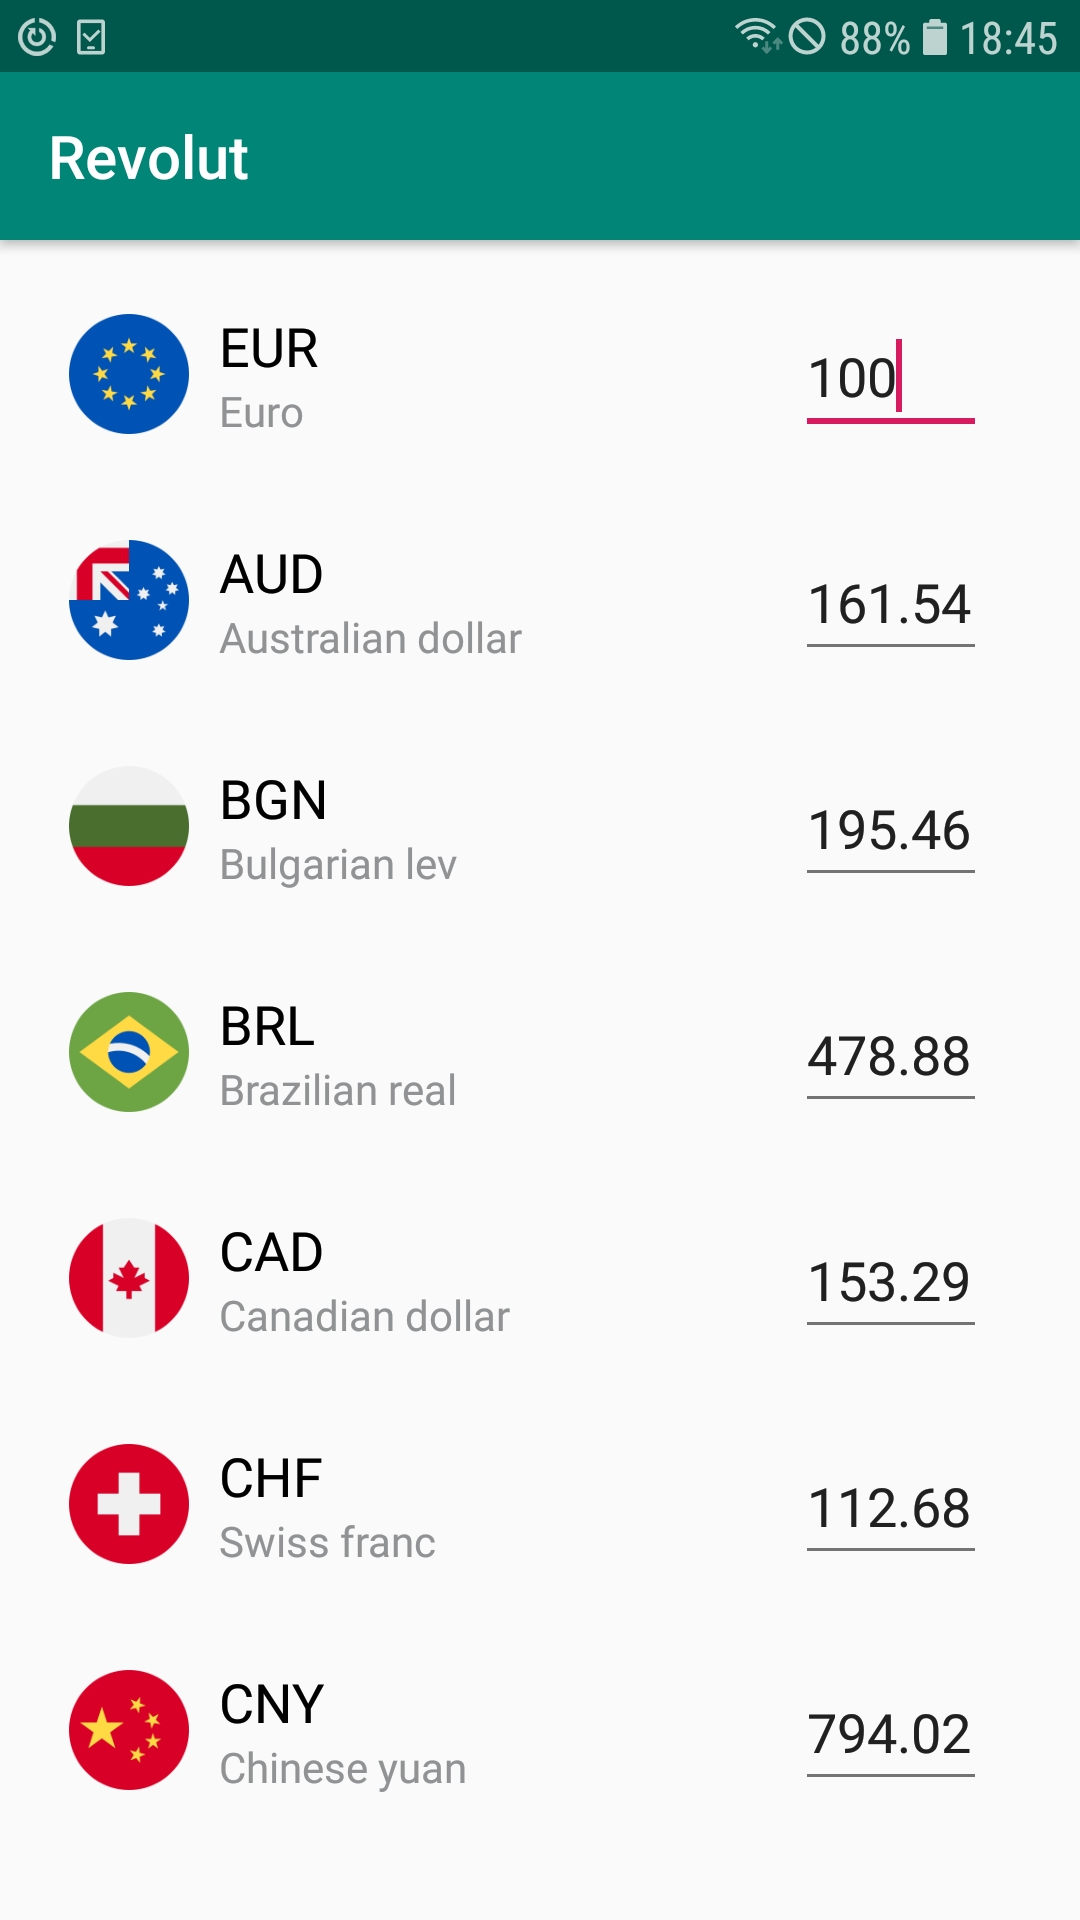 88% 18:45
Revolut
EUR
Euro
100
AUD
Australian dollar
161.54
BGN
Bulgarian lev
195.46
BRL
Brazilian real
478.88
CAD
Canadian dollar
153.29
CHF
Swiss franc
112.68
CNY
Chinese yuan
794.02